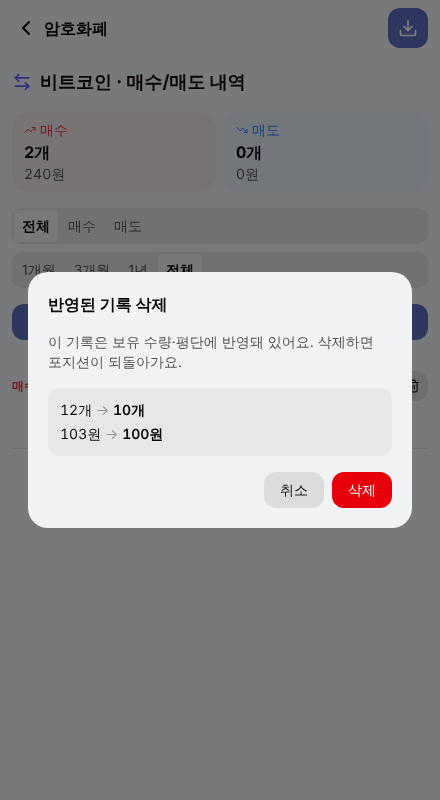 암호화폐
비트코인 · 매수/매도 내역
매수
매도
2개
0개
240원
0원
전체 매수 매도
1개월 3개월 1년 전체
반영된 기록 삭제
이 기록은 보유 수량·평단에 반영돼 있어요. 삭제하면
포지션이 되돌아가요.
12개 → 10개
103원 → 100원
취소 삭제